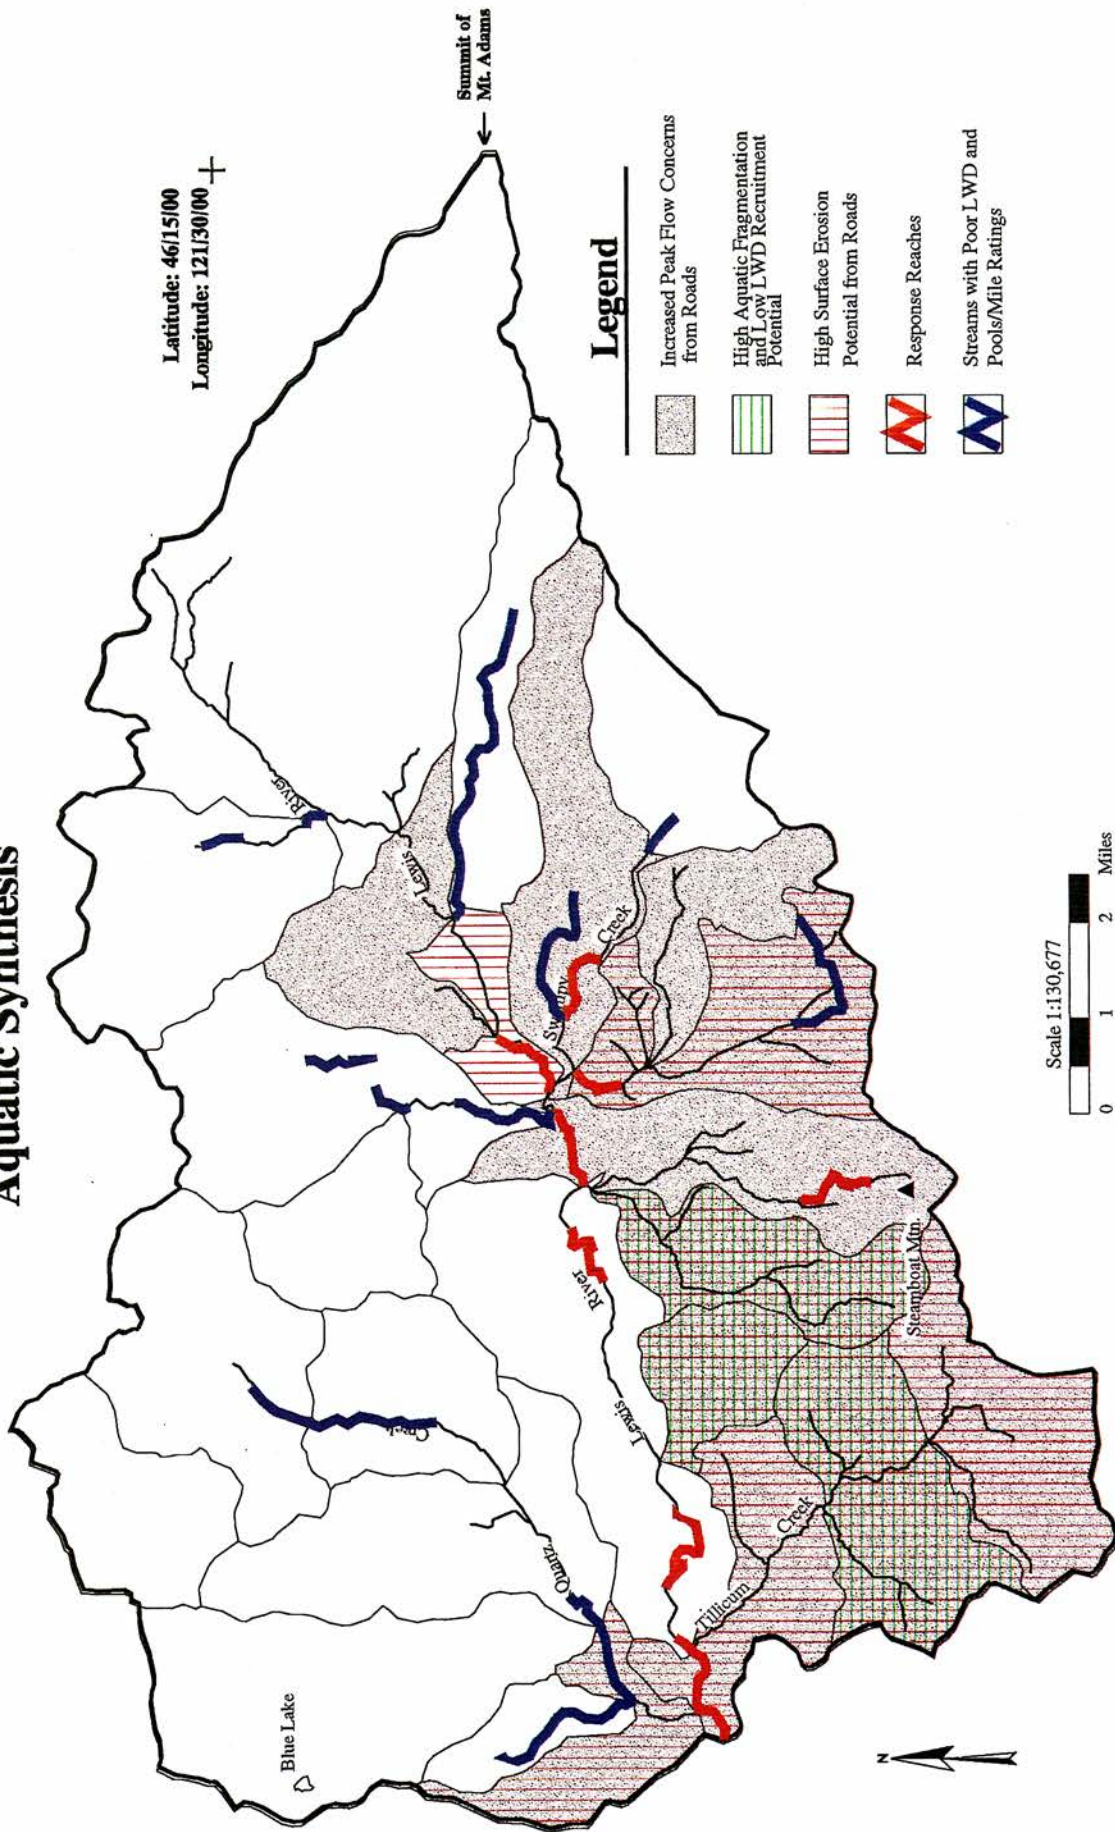 Aquatic Synthesis
Latitude: 46/15/00
Longitude: 121/30/00
Summit of
Mt. Adams
Legend
Increased Peak Flow Concerns
from Roads
High Aquatic Fragmentation
and Low LWD Recruitment
Potential
High Surface Erosion
Potential from Roads
Response Reaches
Streams with Poor LWD and
Pools/Mile Ratings
Blue Lake
Quartz
Creek
River
Lewis
Swampy
Creek
River
Lewis
Tillicum
Creek
Steamboat Mtn.
N
Scale 1:130,677
0 1 2 Miles